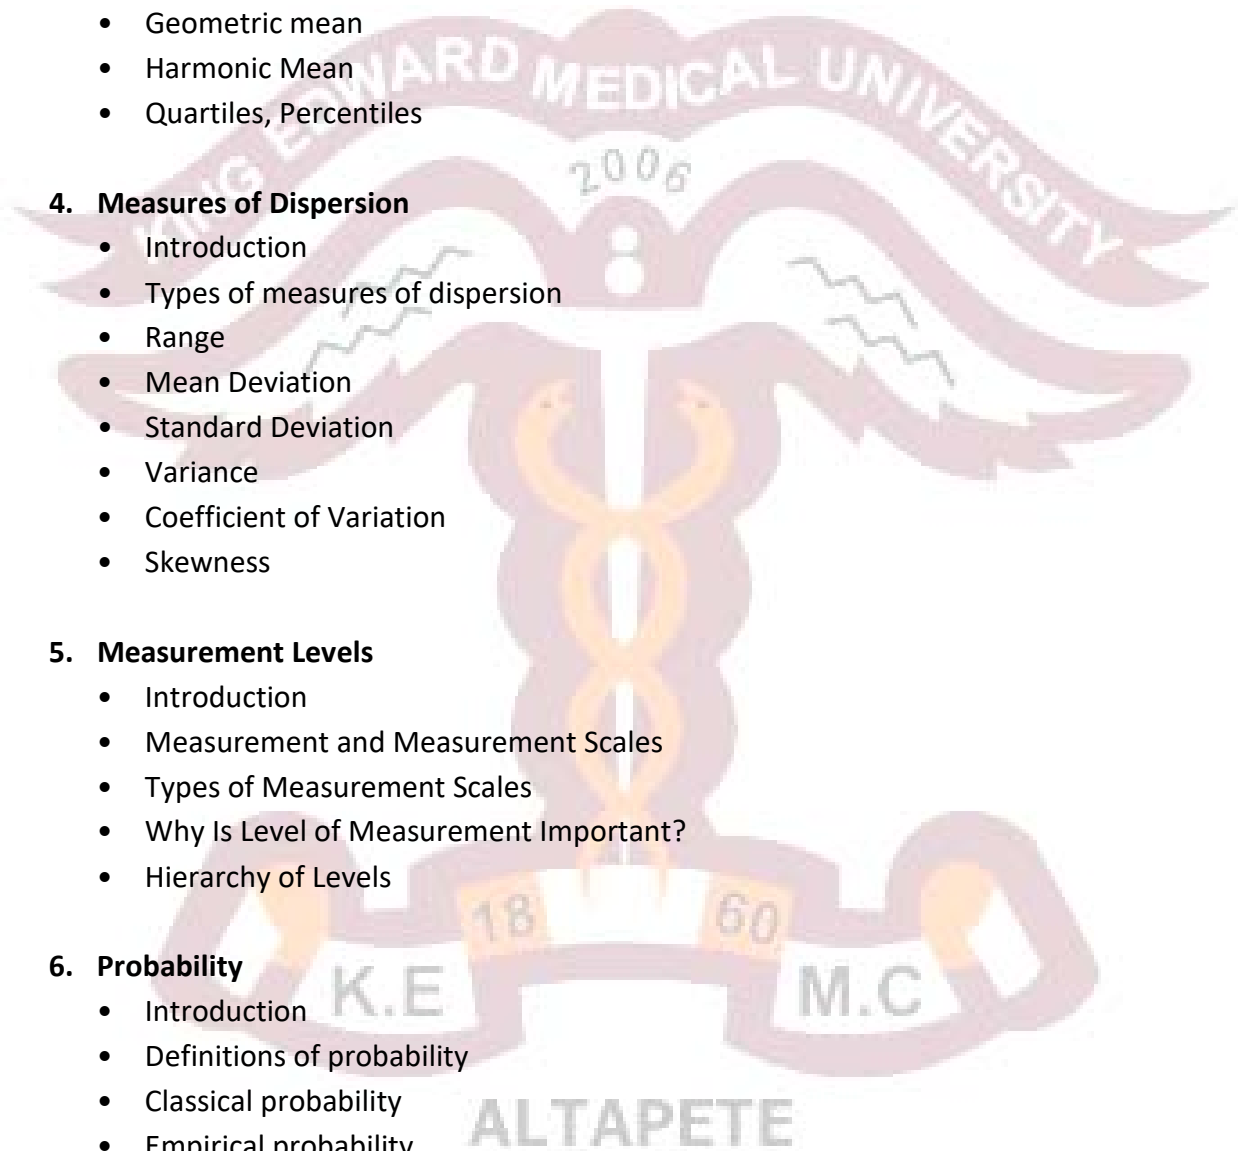 • Geometric mean
• Harmonic Mean
• Quartiles, Percentiles
KING EDWARD MEDICAL UNIVERSITY
2006
4. Measures of Dispersion
• Introduction
• Types of measures of dispersion
• Range
• Mean Deviation
• Standard Deviation
• Variance
• Coefficient of Variation
• Skewness
5. Measurement Levels
• Introduction
• Measurement and Measurement Scales
• Types of Measurement Scales
• Why Is Level of Measurement Important?
• Hierarchy of Levels
18 60
6. Probability
K.E M.C
• Introduction
• Definitions of probability
• Classical probability
• Empirical probability
ALTAPETE